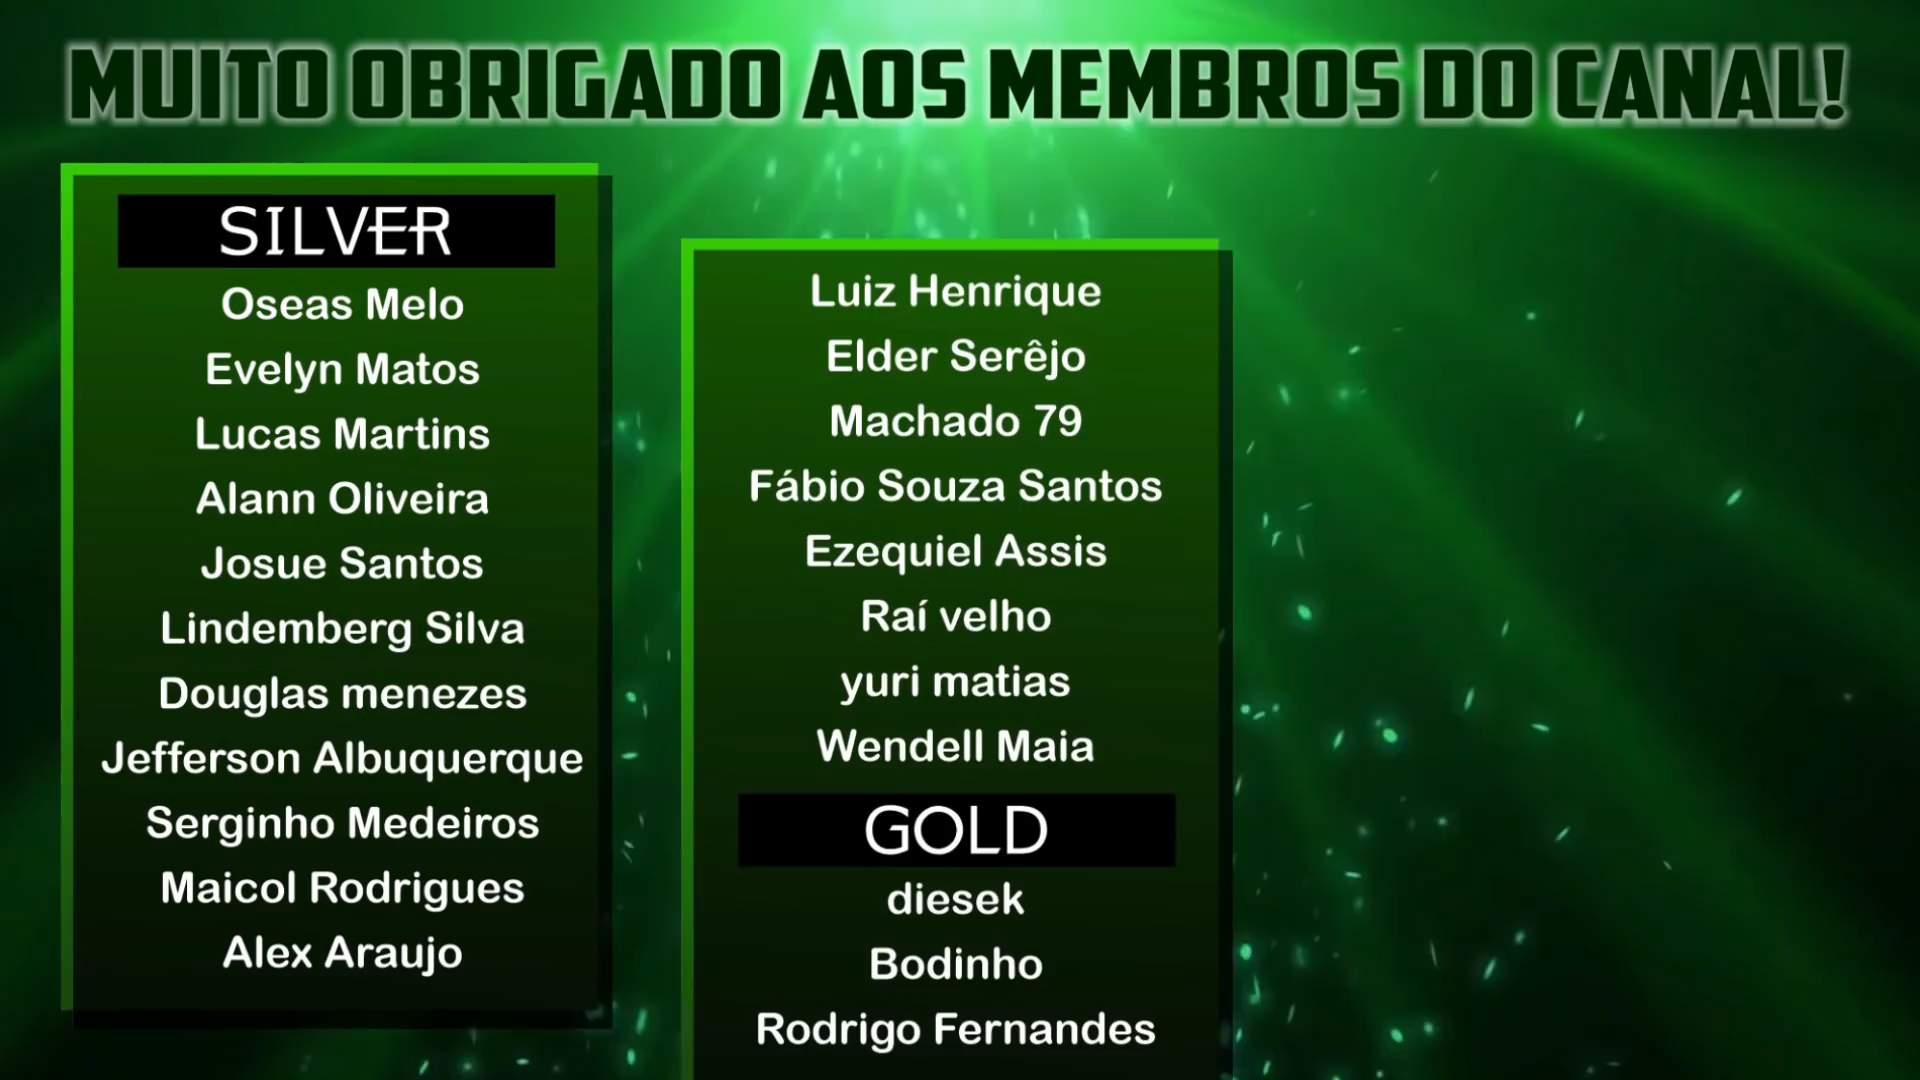 MUITO OBRIGADO AOS MEMBROS DO CANAL!
SILVER
Oseas Melo
Evelyn Matos
Lucas Martins
Alann Oliveira
Josue Santos
Lindemberg Silva
Douglas menezes
Jefferson Albuquerque
Serginho Medeiros
Maicol Rodrigues
Alex Araujo
Luiz Henrique
Elder Serêjo
Machado 79
Fábio Souza Santos
Ezequiel Assis
Raí velho
yuri matias
Wendell Maia
GOLD
diesek
Bodinho
Rodrigo Fernandes